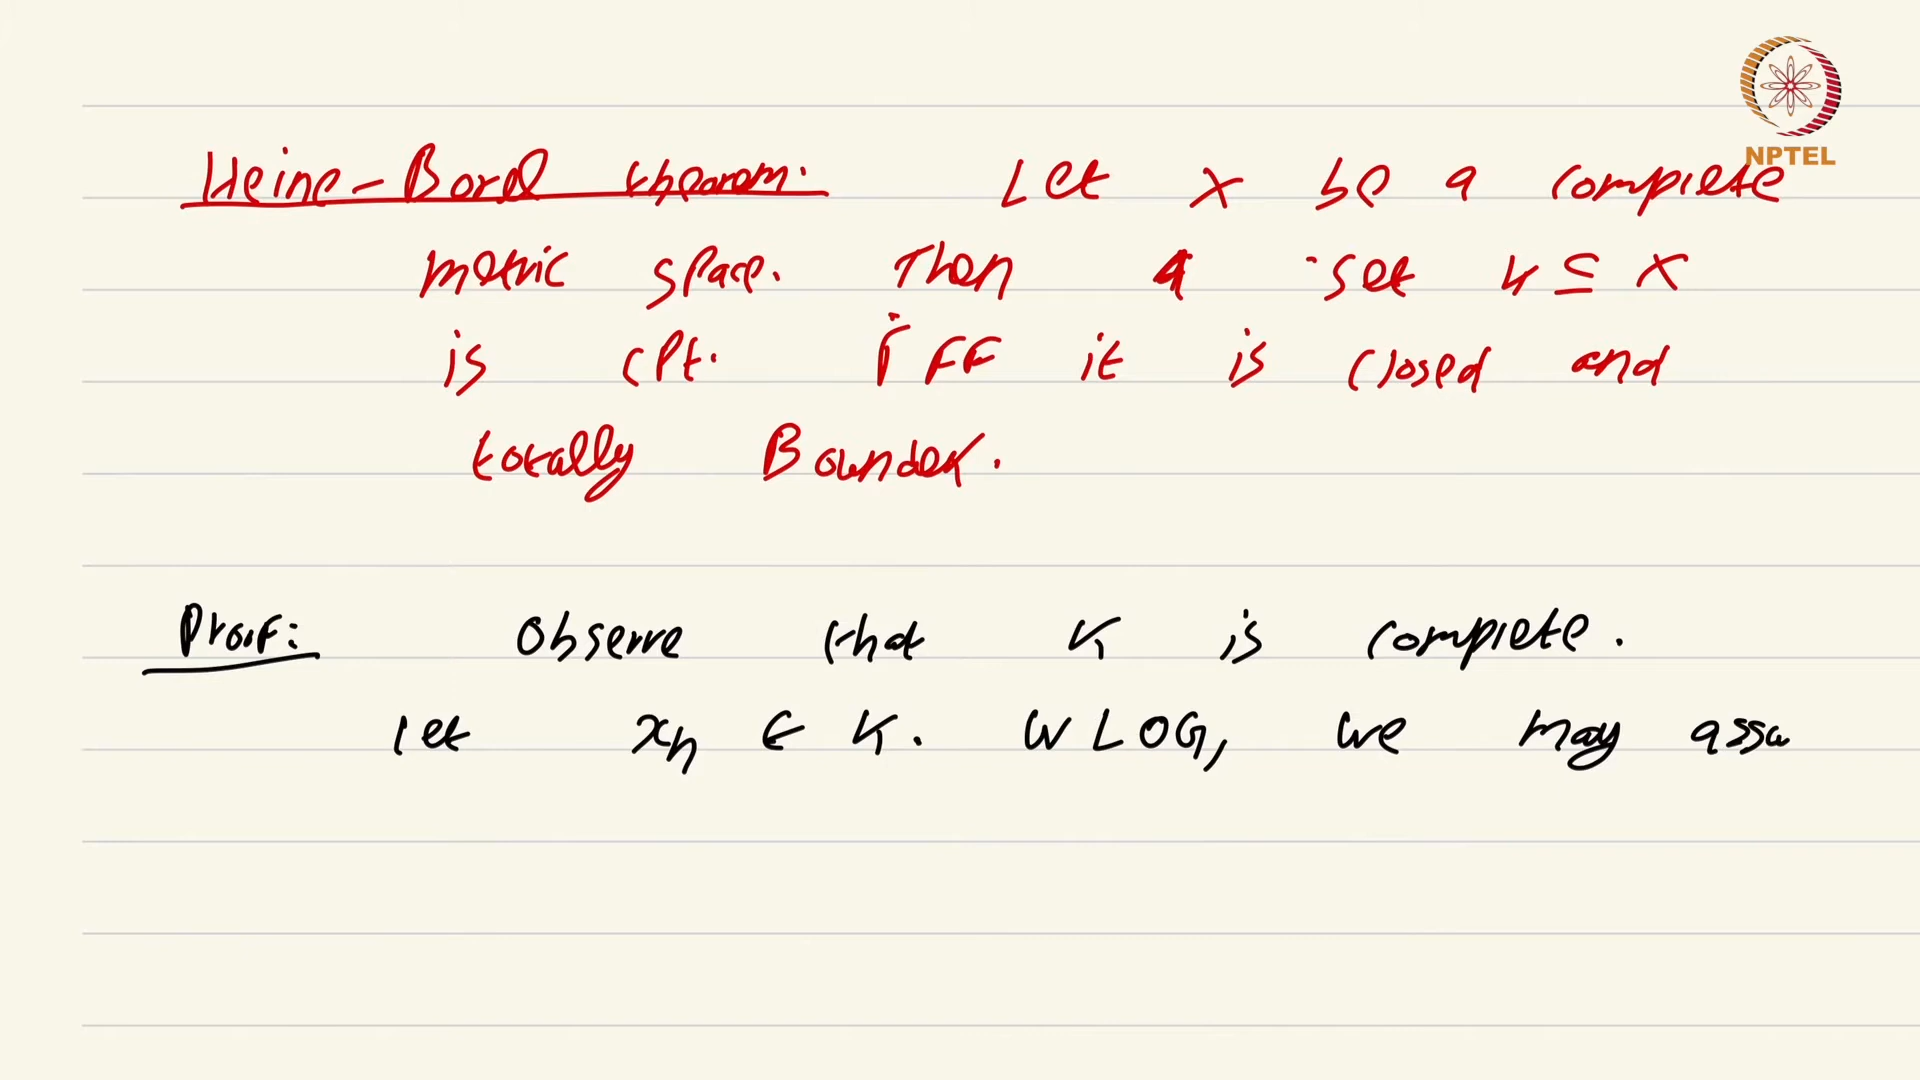 NPTEL
Heine-Borel theorem. Let X be a complete
metric space. Then a set K ⊆ X
is cpt. iff it is closed and
totally Bounded.
Proof: Observe that K is complete.
let xn ∈ K. WLOG, we may assu